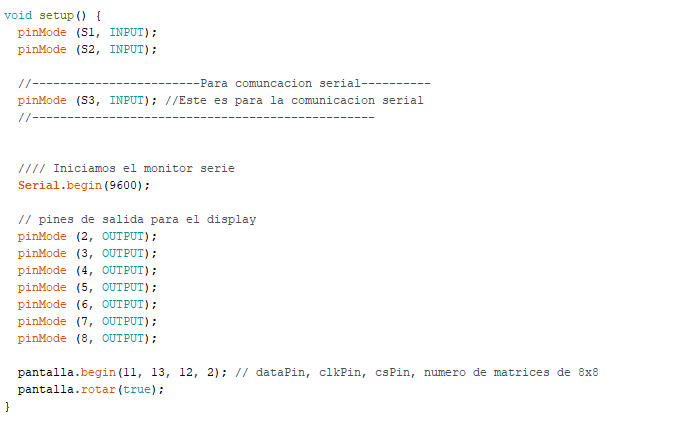 void setup() {
  pinMode (S1, INPUT);
  pinMode (S2, INPUT);

  //------------------------Para comuncacion serial----------
  pinMode (S3, INPUT); //Este es para la comunicacion serial
  //-------------------------------------------------


  //// Iniciamos el monitor serie
  Serial.begin(9600);

  // pines de salida para el display
  pinMode (2, OUTPUT);
  pinMode (3, OUTPUT);
  pinMode (4, OUTPUT);
  pinMode (5, OUTPUT);
  pinMode (6, OUTPUT);
  pinMode (7, OUTPUT);
  pinMode (8, OUTPUT);

  pantalla.begin(11, 13, 12, 2); // dataPin, clkPin, csPin, numero de matrices de 8x8
  pantalla.rotar(true);
}